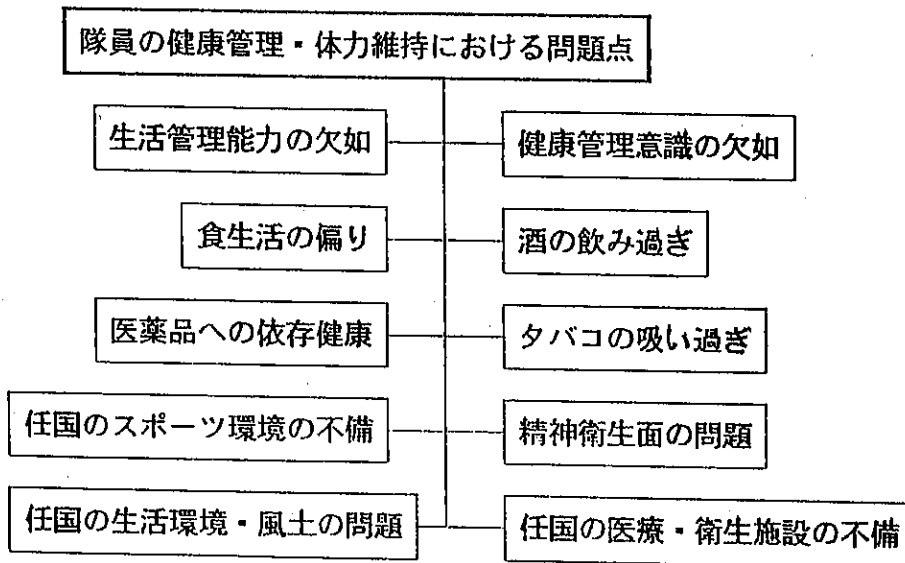 隊員の健康管理・体力維持における問題点
生活管理能力の欠如
健康管理意識の欠如
食生活の偏り
酒の飲み過ぎ
医薬品への依存健康
タバコの吸い過ぎ
任国のスポーツ環境の不備
精神衛生面の問題
任国の生活環境・風土の問題
任国の医療・衛生施設の不備